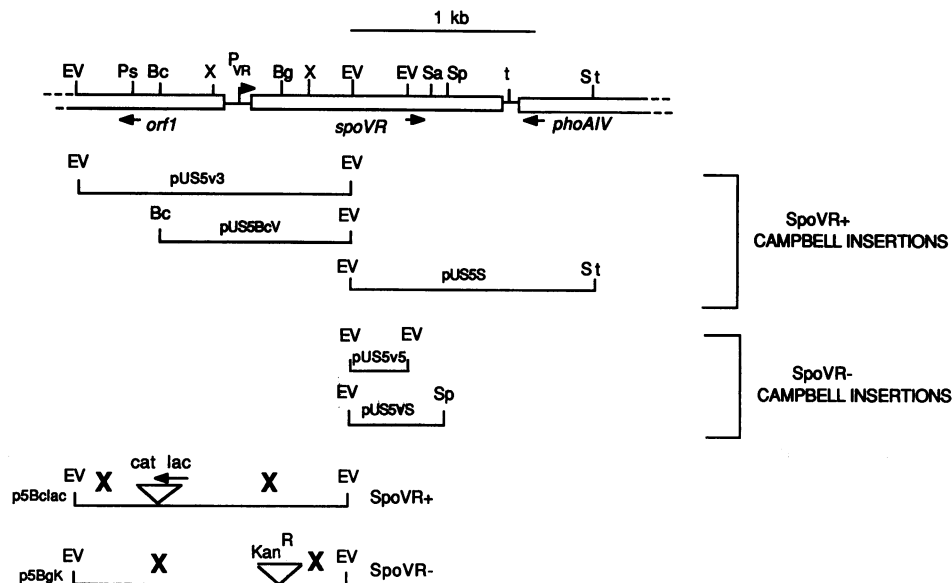 1 kb
P
VR
EV Ps Bc X Bg X EV EV Sa Sp t St
orf1 spoVR phoAIV
EV EV
pUS5v3
Bc EV
pUS5BcV
EV St
pUS5S
SpoVR+
CAMPBELL INSERTIONS
EV EV
pUS5v5
EV Sp
pUS5VS
SpoVR-
CAMPBELL INSERTIONS
cat lac
EV X X EV
p5Bclac SpoVR+
Kan R
EV X X EV
p5BgK SpoVR-